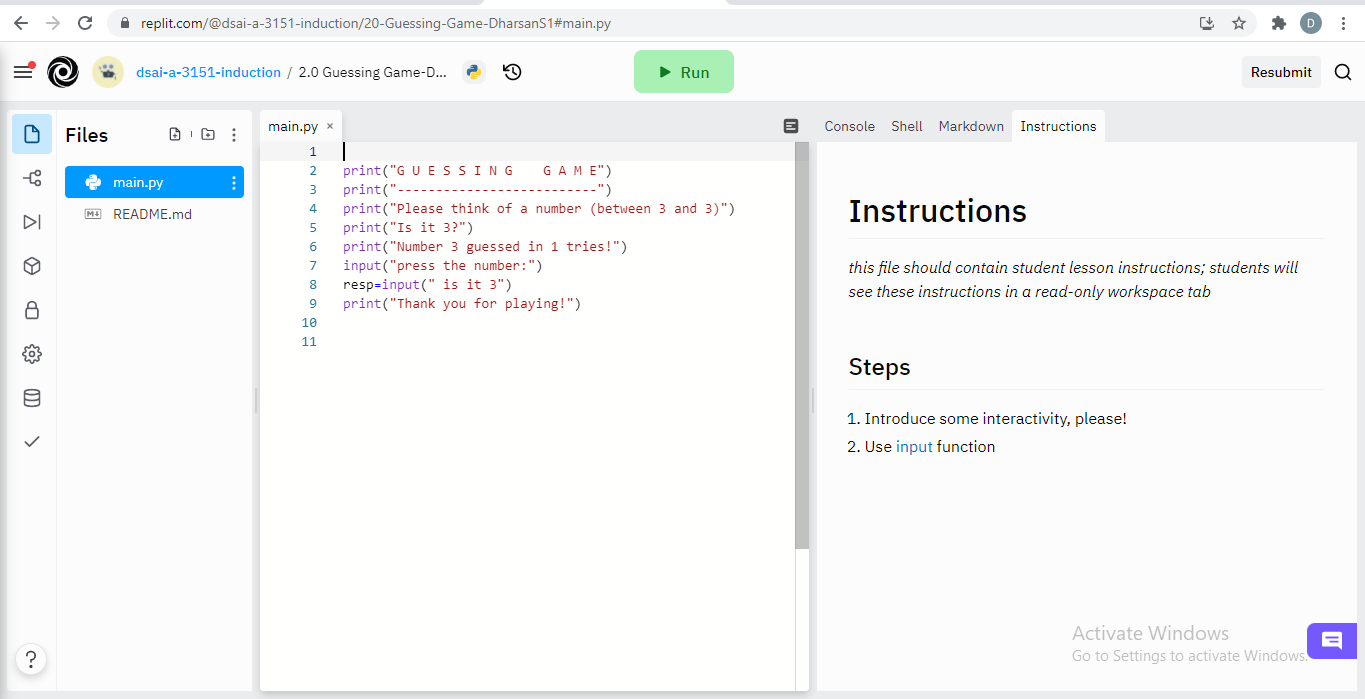 replit.com/@dsai-a-3151-induction/20-Guessing-Game-DharsanS1#main.py
D
dsai-a-3151-induction / 2.0 Guessing Game-D...
Run
Resubmit
Files
main.py
README.md
main.py ×
1
2 print("G U E S S I N G    G A M E")
3 print("--------------------------")
4 print("Please think of a number (between 3 and 3)")
5 print("Is it 3?")
6 print("Number 3 guessed in 1 tries!")
7 input("press the number:")
8 resp=input(" is it 3")
9 print("Thank you for playing!")
10
11
Console Shell Markdown Instructions
Instructions
this file should contain student lesson instructions; students will
see these instructions in a read-only workspace tab
Steps
1. Introduce some interactivity, please!
2. Use input function
Activate Windows
Go to Settings to activate Windows.
?